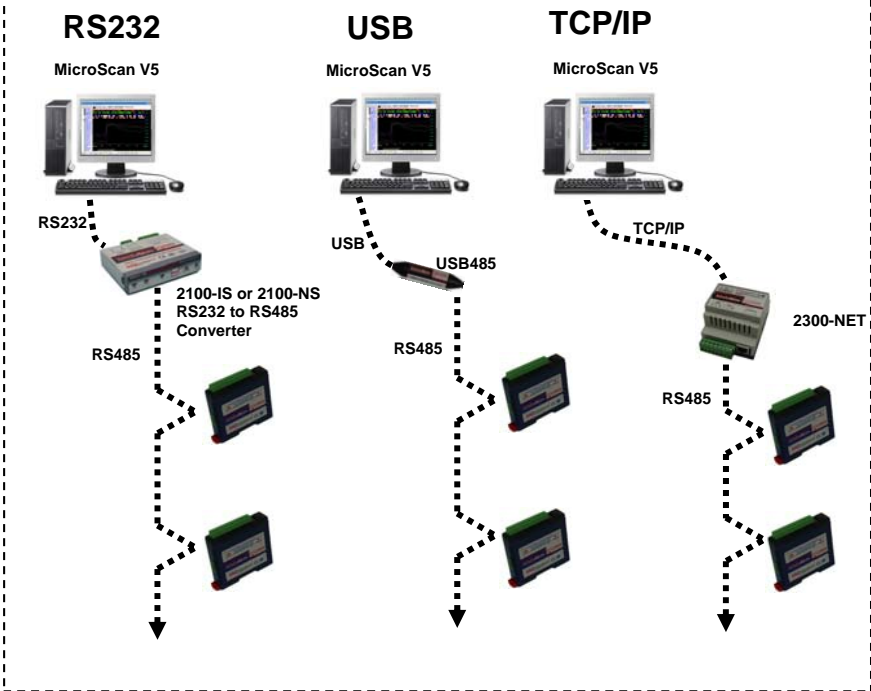 RS232
MicroScan V5
RS232
2100-IS or 2100-NS
RS232 to RS485
Converter
RS485
USB
MicroScan V5
USB
USB485
RS485
TCP/IP
MicroScan V5
TCP/IP
2300-NET
RS485